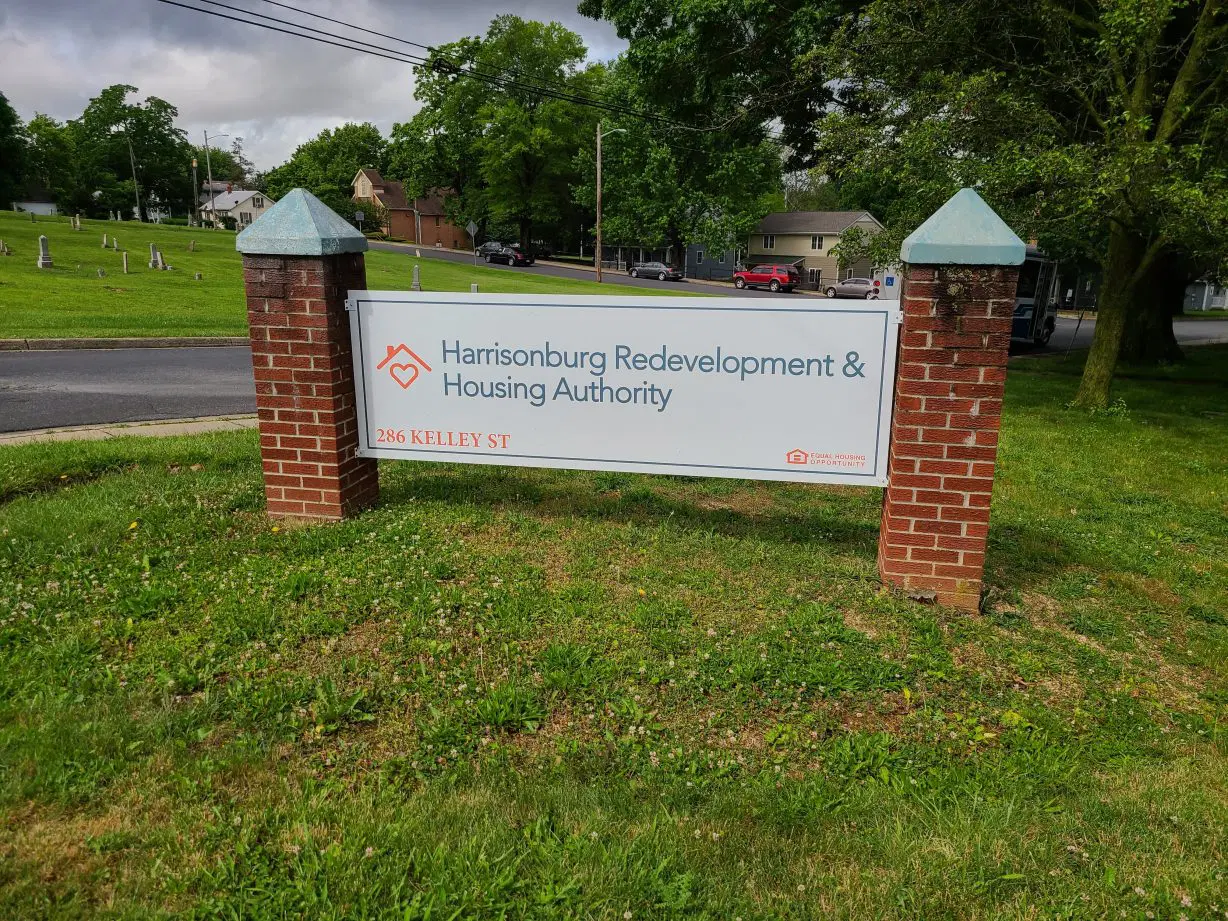 Harrisonburg Redevelopment &
Housing Authority
286 KELLEY ST
EQUAL HOUSING
OPPORTUNITY